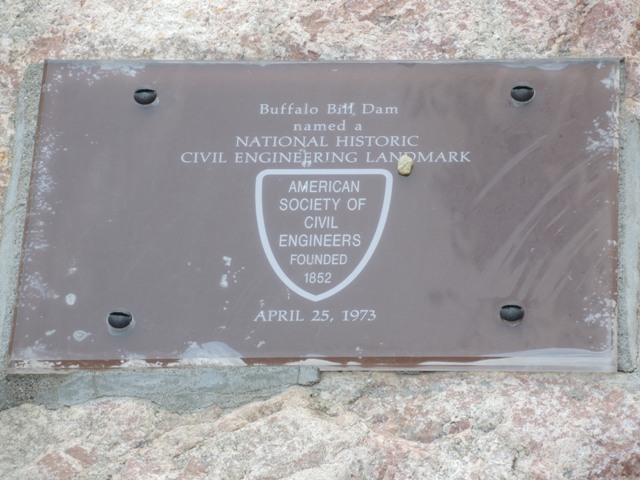 Buffalo Bill Dam
named a
NATIONAL HISTORIC
CIVIL ENGINEERING LANDMARK
AMERICAN
SOCIETY OF
CIVIL
ENGINEERS
FOUNDED
1852
APRIL 25, 1973